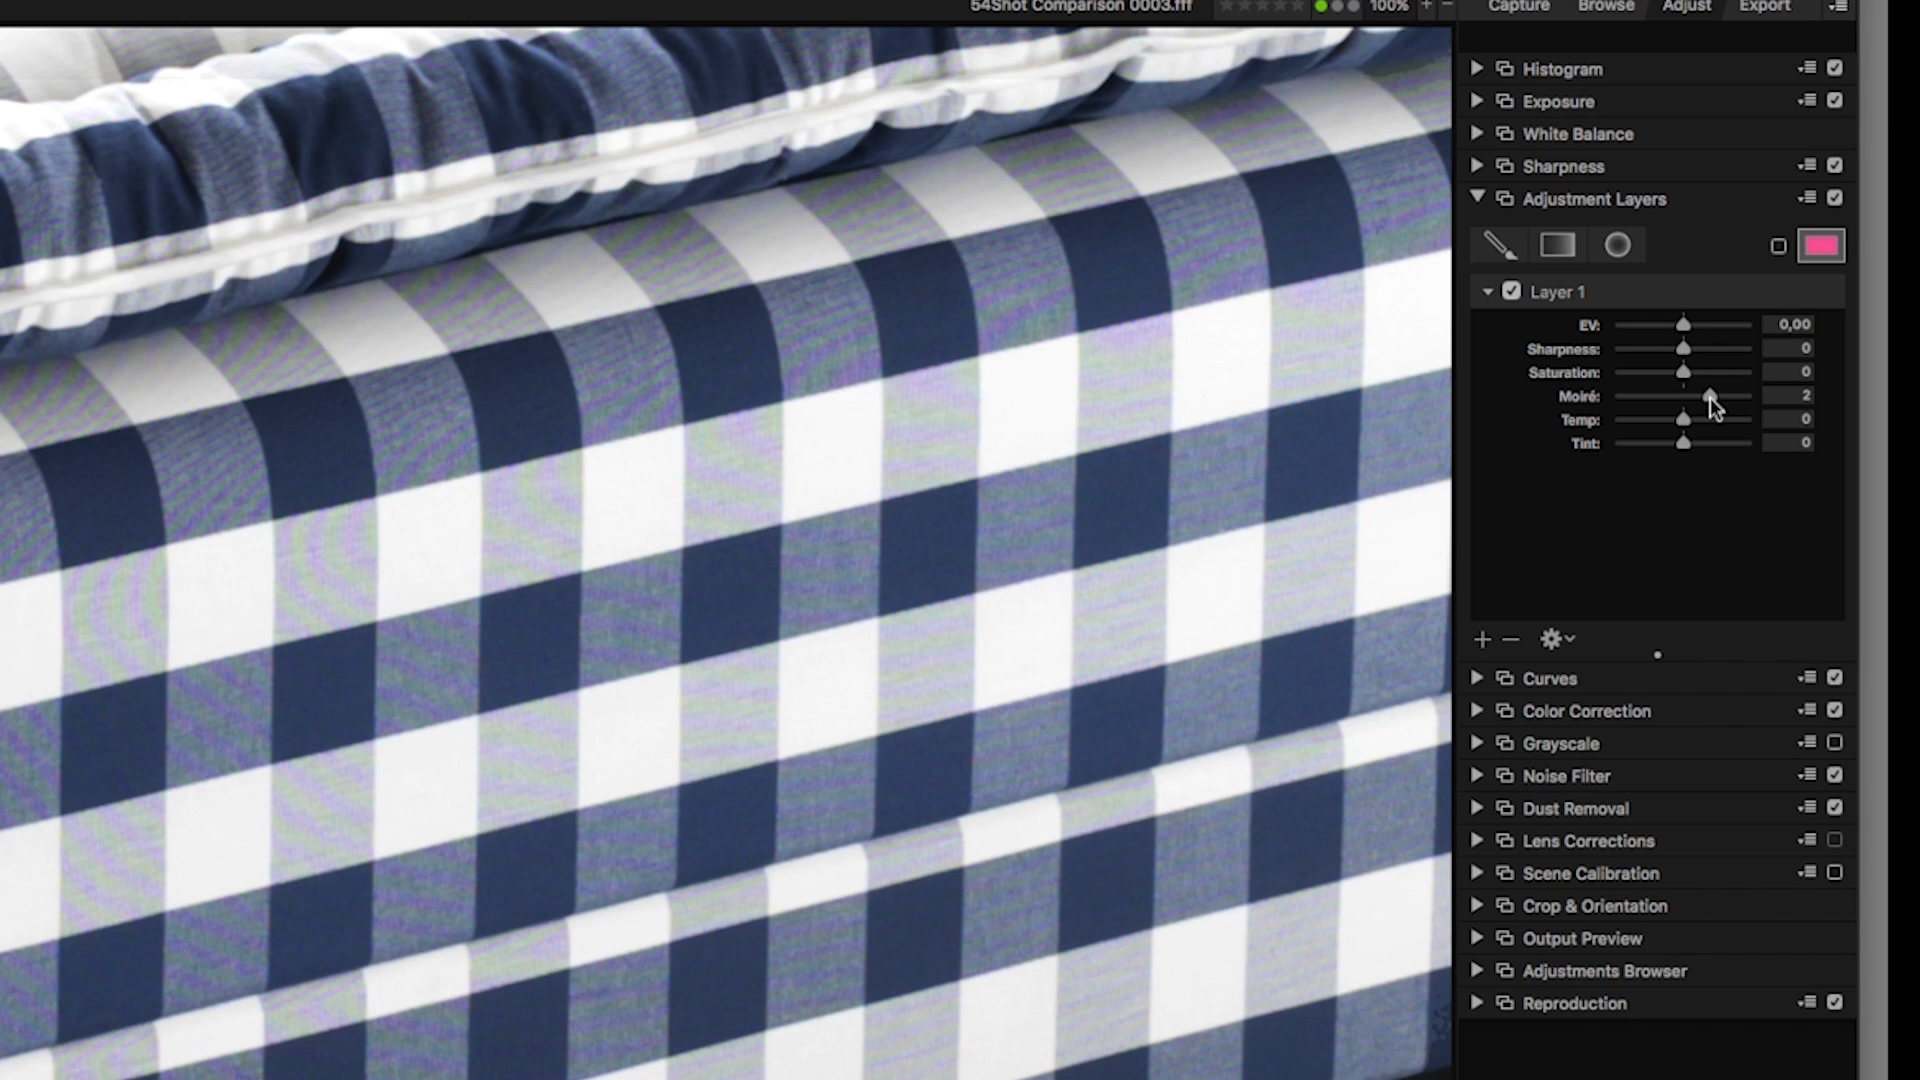 54Shot Comparison 0003.fff
100%
+ −
Capture Browse Adjust Export
Histogram
Exposure
White Balance
Sharpness
Adjustment Layers
Layer 1
EV: 0,00
Sharpness: 0
Saturation: 0
Moiré: 2
Temp: 0
Tint: 0
Curves
Color Correction
Grayscale
Noise Filter
Dust Removal
Lens Corrections
Scene Calibration
Crop & Orientation
Output Preview
Adjustments Browser
Reproduction